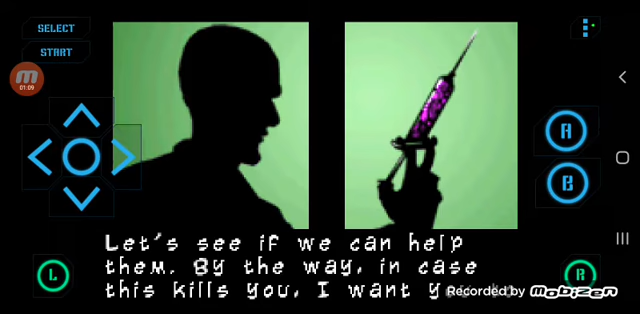 SELECT
START
01:09
A
B
L
R
Let's see if we can help
them. By the way, in case
this kills you, I want
Recorded by mobizen